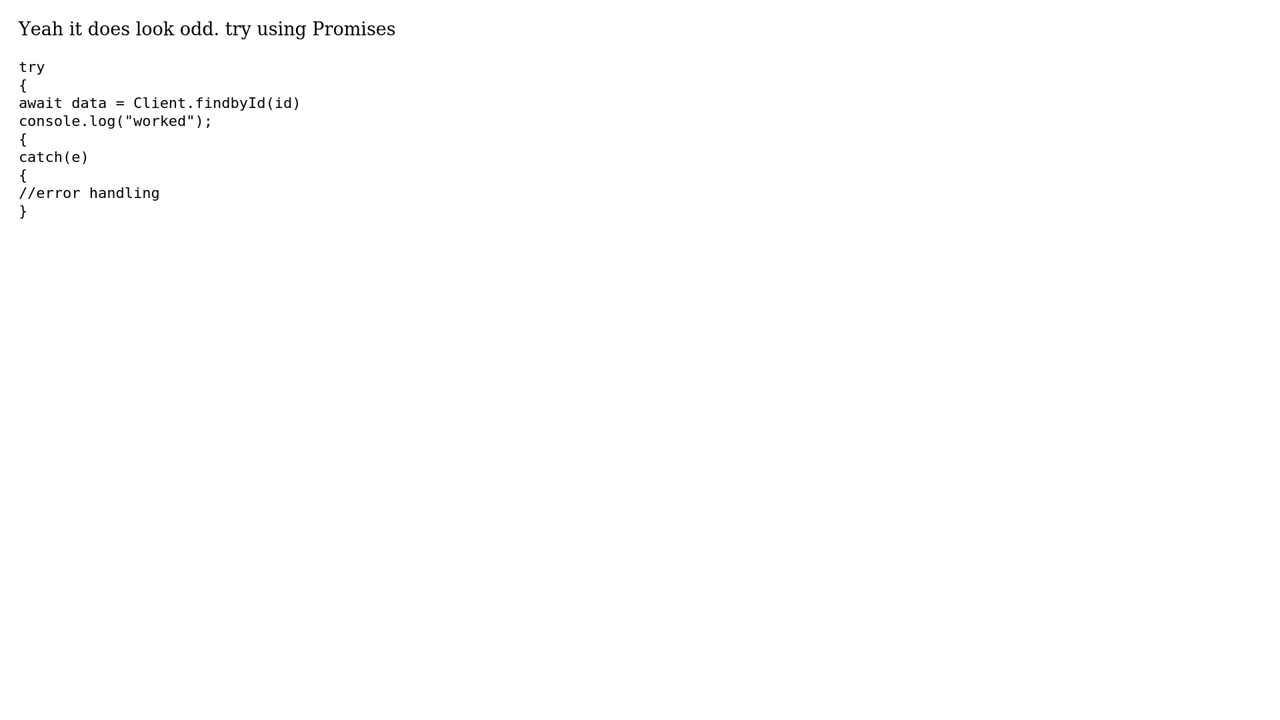 Yeah it does look odd. try using Promises
try
{
await data = Client.findbyId(id)
console.log("worked");
{
catch(e)
{
//error handling
}